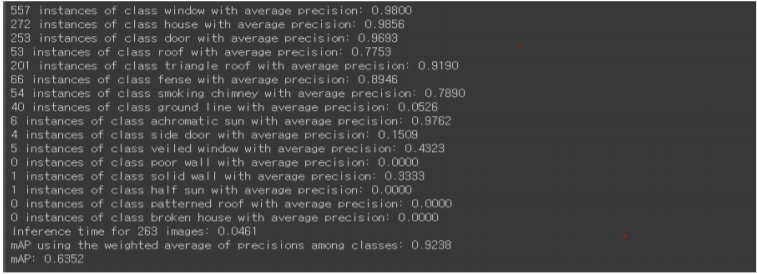 557 instances of class window with average precision: 0.9800
272 instances of class house with average precision: 0.9856
253 instances of class door with average precision: 0.9693
53 instances of class roof with average precision: 0.7753
201 instances of class triangle roof with average precision: 0.9190
66 instances of class fense with average precision: 0.8946
54 instances of class smoking chimney with average precision: 0.7890
40 instances of class ground line with average precision: 0.0526
6 instances of class achromatic sun with average precision: 0.9762
4 instances of class side door with average precision: 0.1509
5 instances of class veiled window with average precision: 0.4323
0 instances of class poor wall with average precision: 0.0000
1 instances of class solid wall with average precision: 0.3333
1 instances of class half sun with average precision: 0.0000
0 instances of class patterned roof with average precision: 0.0000
0 instances of class broken house with average precision: 0.0000
Inference time for 263 images: 0.0461
mAP using the weighted average of precisions among classes: 0.9238
mAP: 0.6352